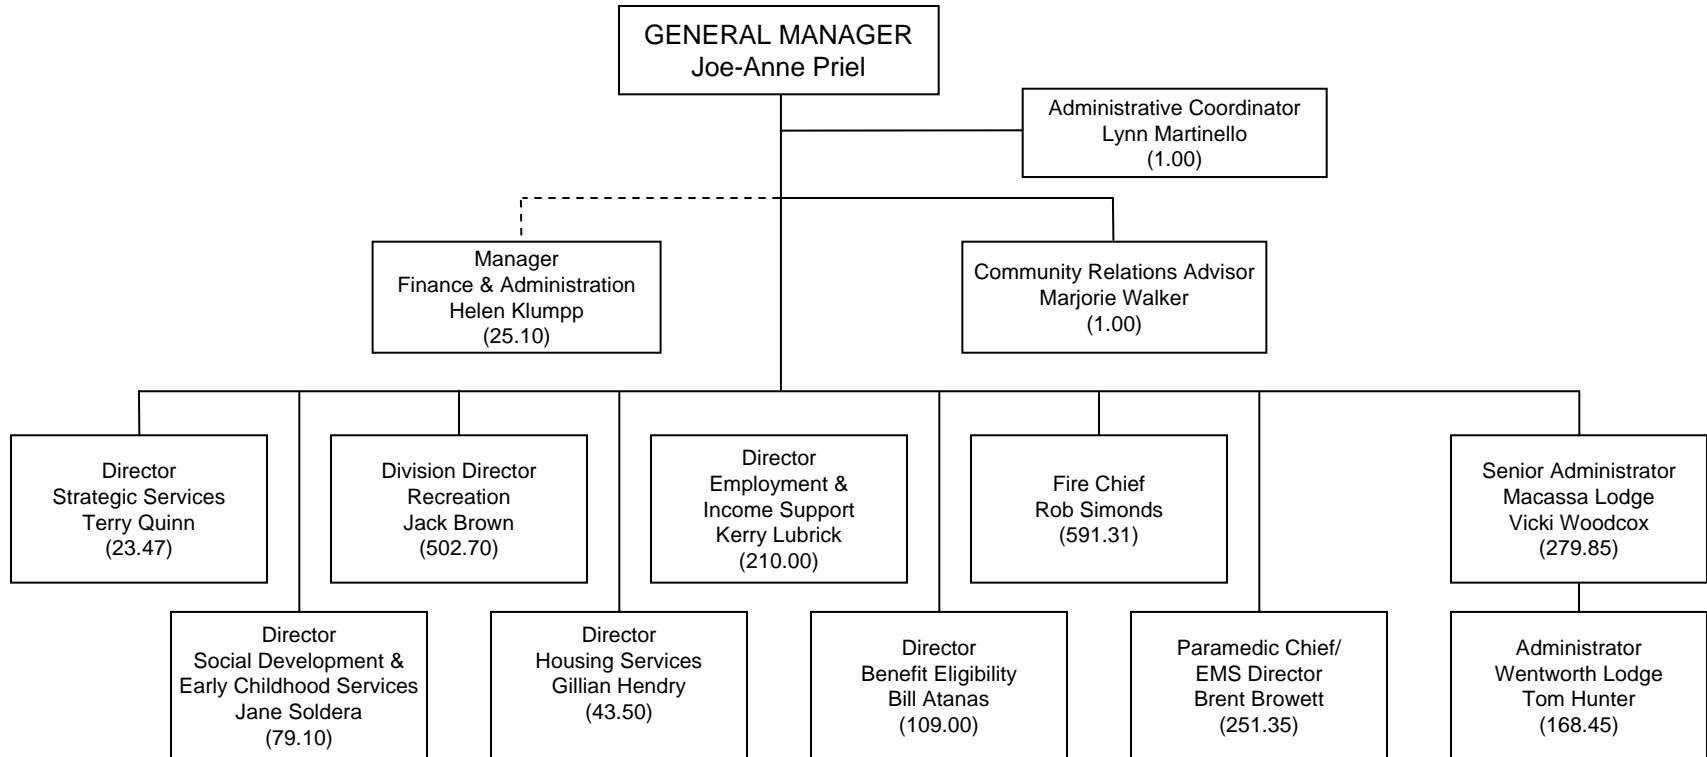 GENERAL MANAGER
Joe-Anne Priel
Administrative Coordinator
Lynn Martinello
(1.00)
Manager
Finance & Administration
Helen Klumpp
(25.10)
Community Relations Advisor
Marjorie Walker
(1.00)
Director
Strategic Services
Terry Quinn
(23.47)
Division Director
Recreation
Jack Brown
(502.70)
Director
Employment &
Income Support
Kerry Lubrick
(210.00)
Fire Chief
Rob Simonds
(591.31)
Senior Administrator
Macassa Lodge
Vicki Woodcox
(279.85)
Director
Social Development &
Early Childhood Services
Jane Soldera
(79.10)
Director
Housing Services
Gillian Hendry
(43.50)
Director
Benefit Eligibility
Bill Atanas
(109.00)
Paramedic Chief/
EMS Director
Brent Browett
(251.35)
Administrator
Wentworth Lodge
Tom Hunter
(168.45)